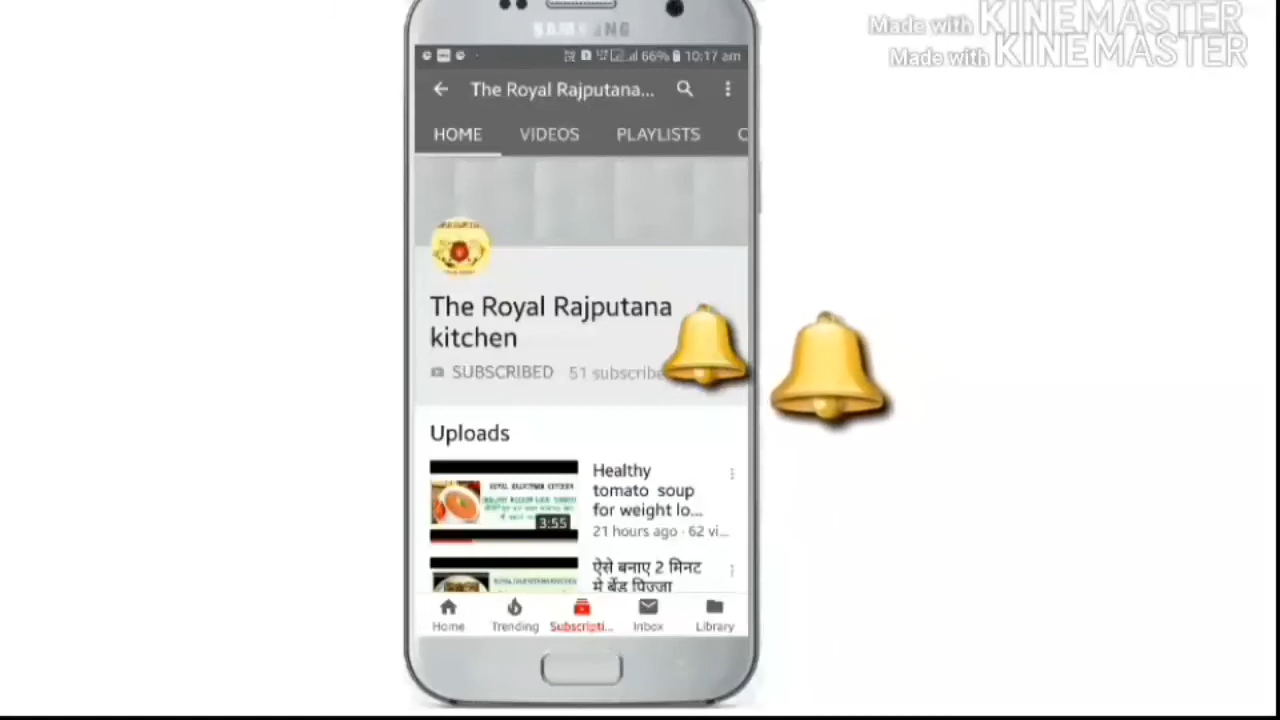 Made with KINEMASTER
Made with KINEMASTER
SAMSUNG
66% 10:17 am
The Royal Rajputana...
HOME VIDEOS PLAYLISTS C
The Royal Rajputana
kitchen
SUBSCRIBED 51 subscribe
Uploads
Healthy
tomato soup
for weight lo...
21 hours ago · 62 vi...
3:55
ऐसे बनाए 2 मिनट
मे ब्रेड पिज्जा
Home Trending Subscripti... Inbox Library